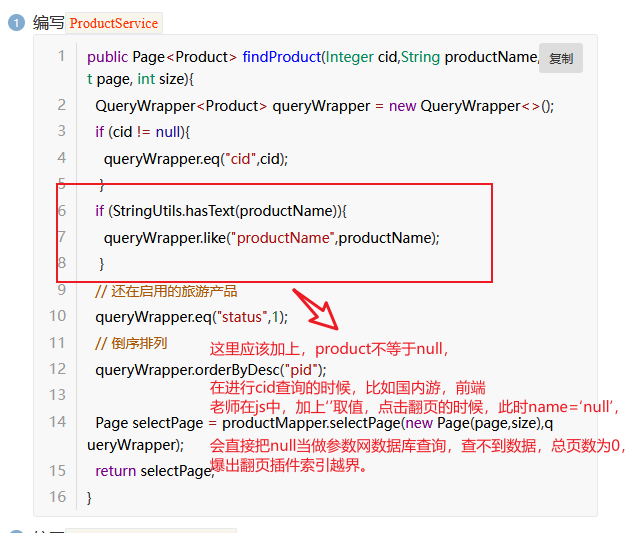 1 编写 ProductService
复制
1 public Page<Product> findProduct(Integer cid,String productName,
t page, int size){
2 QueryWrapper<Product> queryWrapper = new QueryWrapper<>();
3 if (cid != null){
4 queryWrapper.eq("cid",cid);
5 }
6 if (StringUtils.hasText(productName)){
7 queryWrapper.like("productName",productName);
8 }
9 // 还在启用的旅游产品
10 queryWrapper.eq("status",1);
11 // 倒序排列
这里应该加上，product不等于null，
12 queryWrapper.orderByDesc("pid");
在进行cid查询的时候，比如国内游，前端
13
老师在js中，加上‘’取值，点击翻页的时候，此时name=‘null’，
14 Page selectPage = productMapper.selectPage(new Page(page,size),q
ueryWrapper);
会直接把null当做参数网数据库查询，查不到数据，总页数为0，
15 return selectPage;
爆出翻页插件索引越界。
16 }